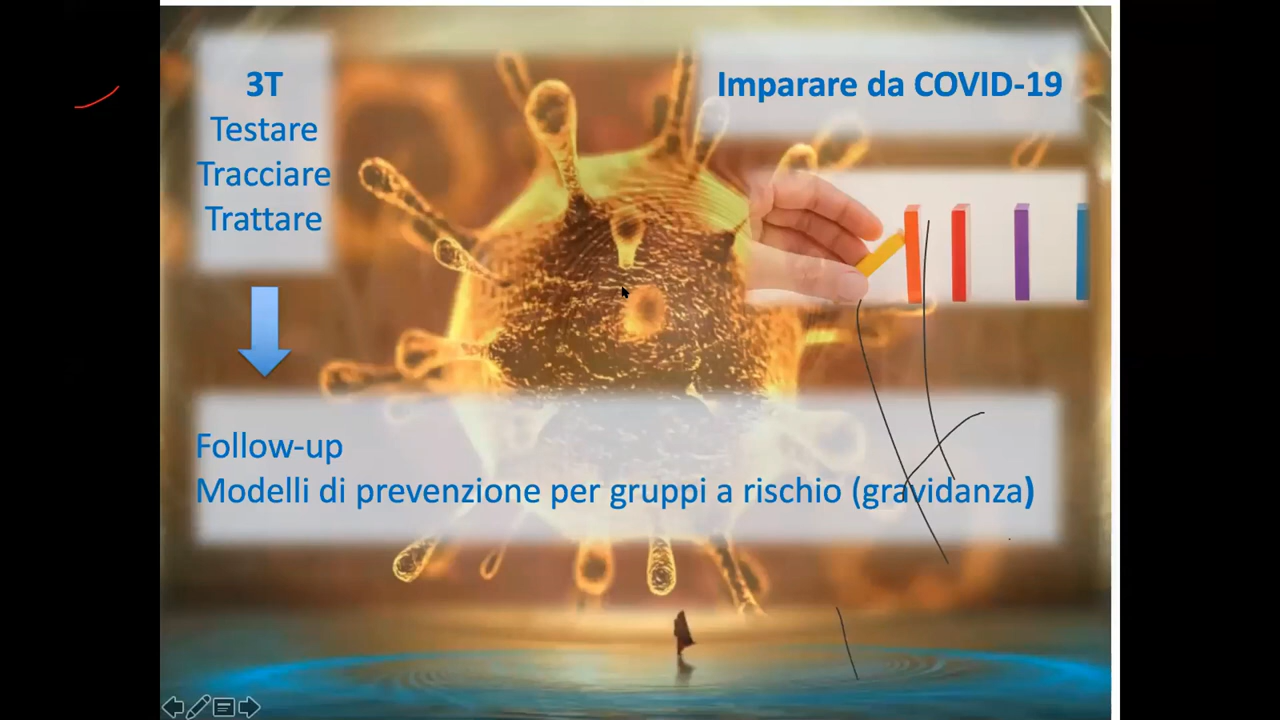 3T
Testare
Tracciare
Trattare
Imparare da COVID-19
Follow-up
Modelli di prevenzione per gruppi a rischio (gravidanza)